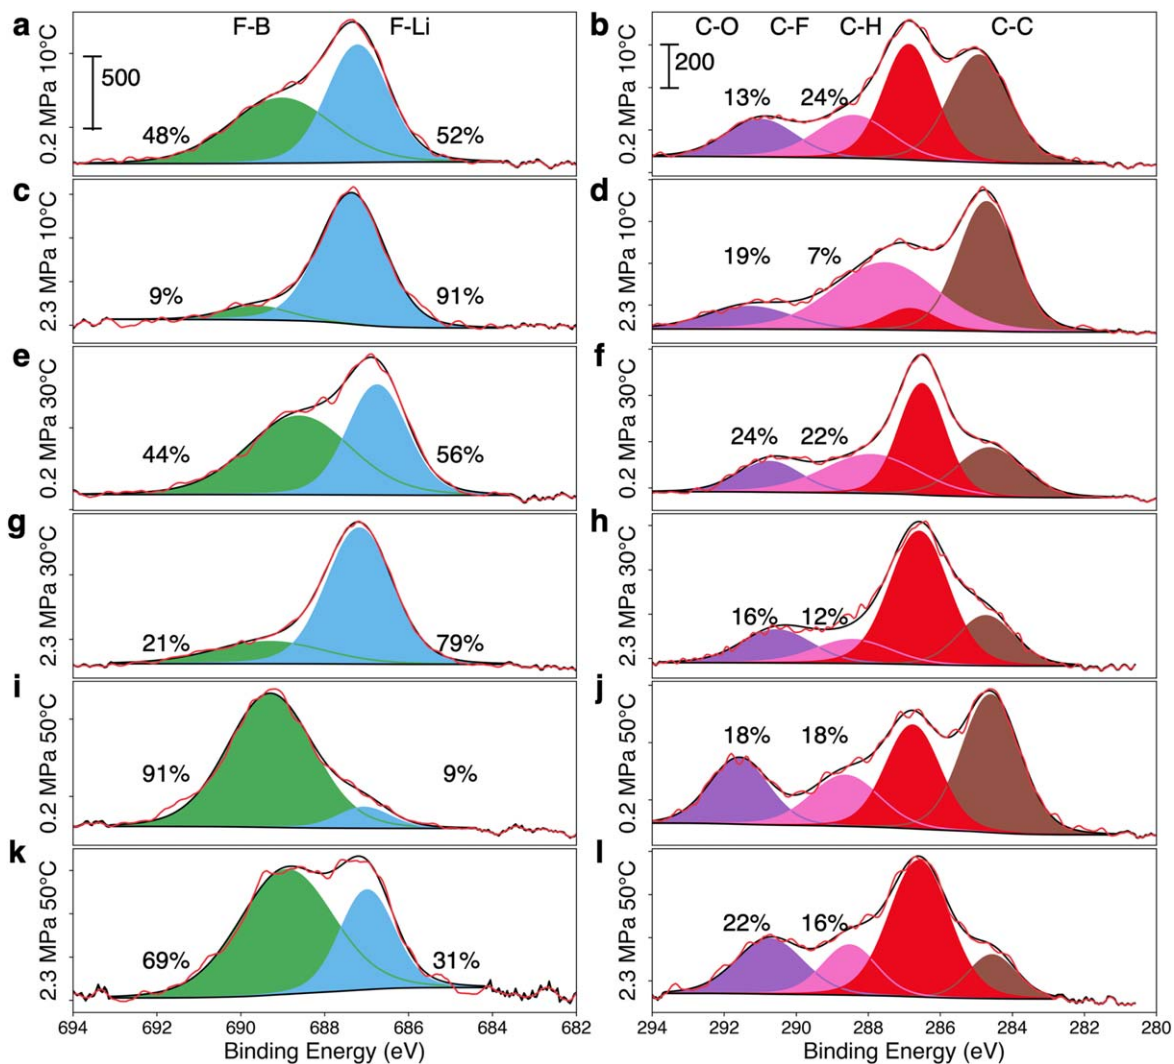 a
F-B
F-Li
500
48%
52%
0.2 MPa 10°C
b
C-O
C-F
C-H
C-C
200
13%
24%
0.2 MPa 10°C
c
9%
91%
2.3 MPa 10°C
d
19%
7%
2.3 MPa 10°C
e
44%
56%
0.2 MPa 30°C
f
24%
22%
0.2 MPa 30°C
g
21%
79%
2.3 MPa 30°C
h
16%
12%
2.3 MPa 30°C
i
91%
9%
0.2 MPa 50°C
j
18%
18%
0.2 MPa 50°C
k
69%
31%
2.3 MPa 50°C
l
22%
16%
2.3 MPa 50°C
694 692 690 688 686 684 682
Binding Energy (eV)
294 292 290 288 286 284 282 280
Binding Energy (eV)